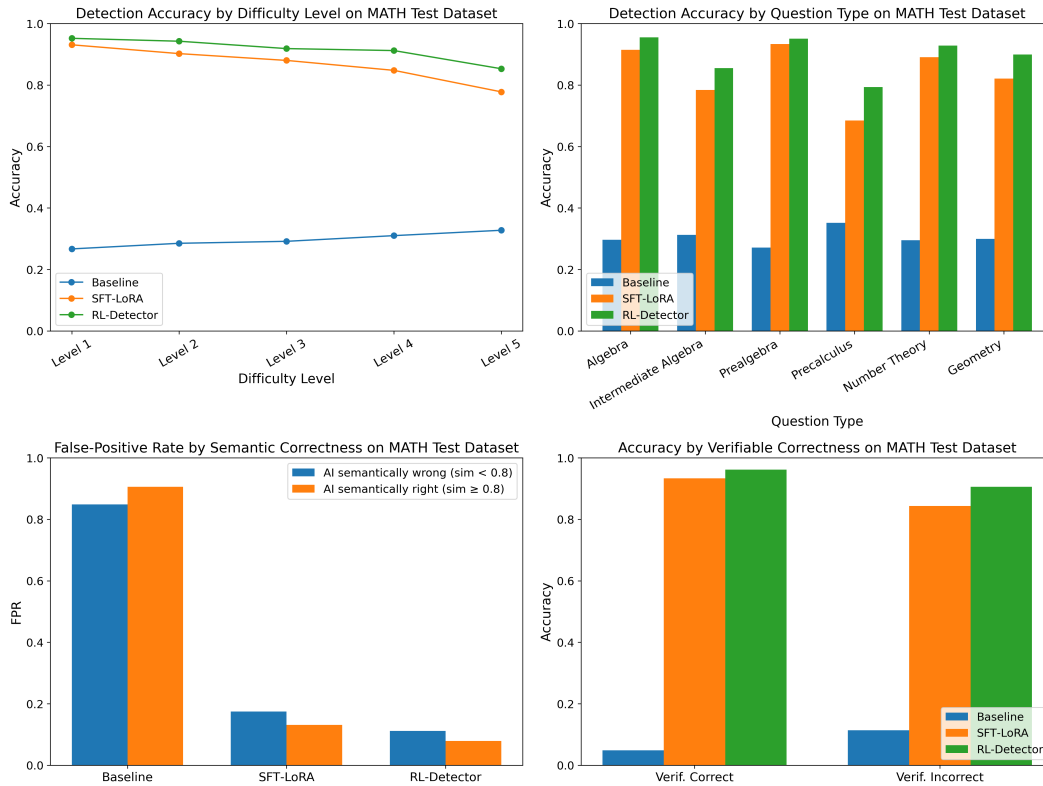 Detection Accuracy by Difficulty Level on MATH Test Dataset
1.0
0.8
0.6
0.4
0.2
0.0
Accuracy
Baseline
SFT-LoRA
RL-Detector
Level 1
Level 2
Level 3
Level 4
Level 5
Difficulty Level
Detection Accuracy by Question Type on MATH Test Dataset
1.0
0.8
0.6
0.4
0.2
0.0
Accuracy
Baseline
SFT-LoRA
RL-Detector
Algebra
Intermediate Algebra
Prealgebra
Precalculus
Number Theory
Geometry
Question Type
False-Positive Rate by Semantic Correctness on MATH Test Dataset
1.0
0.8
0.6
0.4
0.2
0.0
FPR
AI semantically wrong (sim < 0.8)
AI semantically right (sim ≥ 0.8)
Baseline
SFT-LoRA
RL-Detector
Accuracy by Verifiable Correctness on MATH Test Dataset
1.0
0.8
0.6
0.4
0.2
0.0
Accuracy
Baseline
SFT-LoRA
RL-Detector
Verif. Correct
Verif. Incorrect